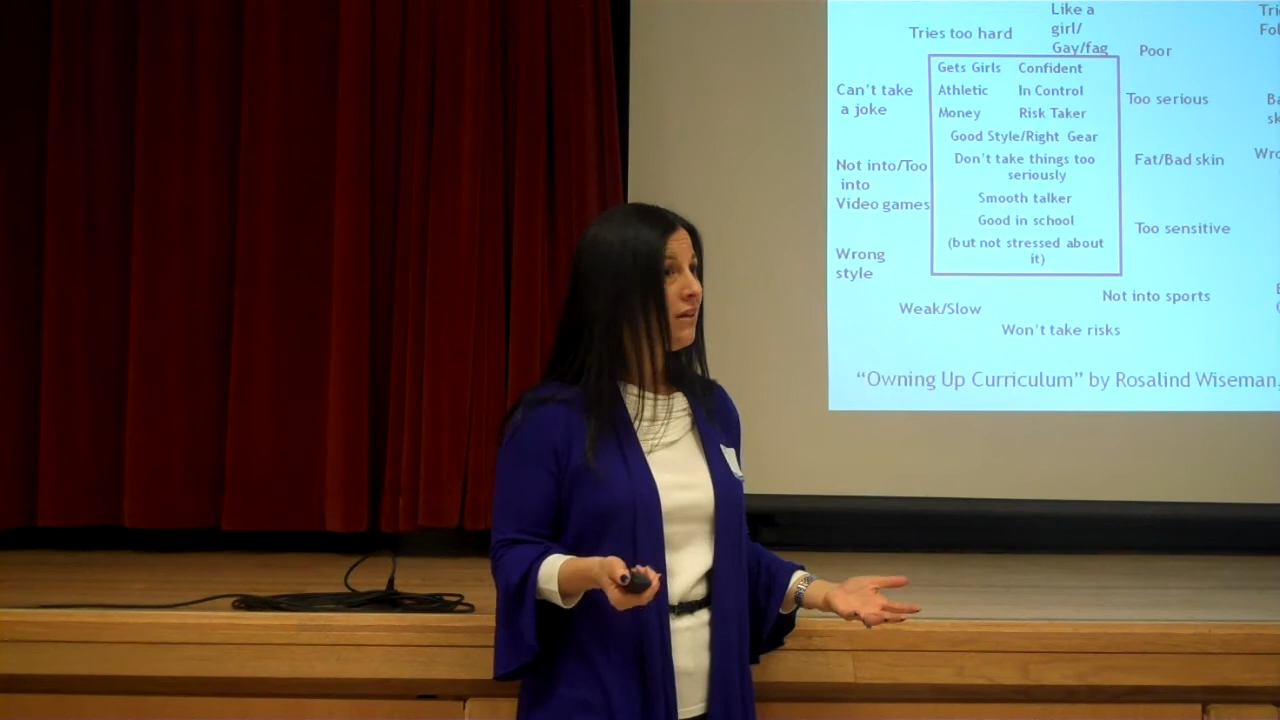 Like a
girl/
Gay/fag
Tries too hard
Poor
Gets Girls Confident
Can't take
a joke
Athletic In Control
Too serious
Money Risk Taker
Good Style/Right Gear
Don't take things too
seriously
Fat/Bad skin
Not into/Too
into
Video games
Smooth talker
Good in school
Too sensitive
(but not stressed about
it)
Wrong
style
Not into sports
Weak/Slow
Won't take risks
“Owning Up Curriculum” by Rosalind Wiseman,